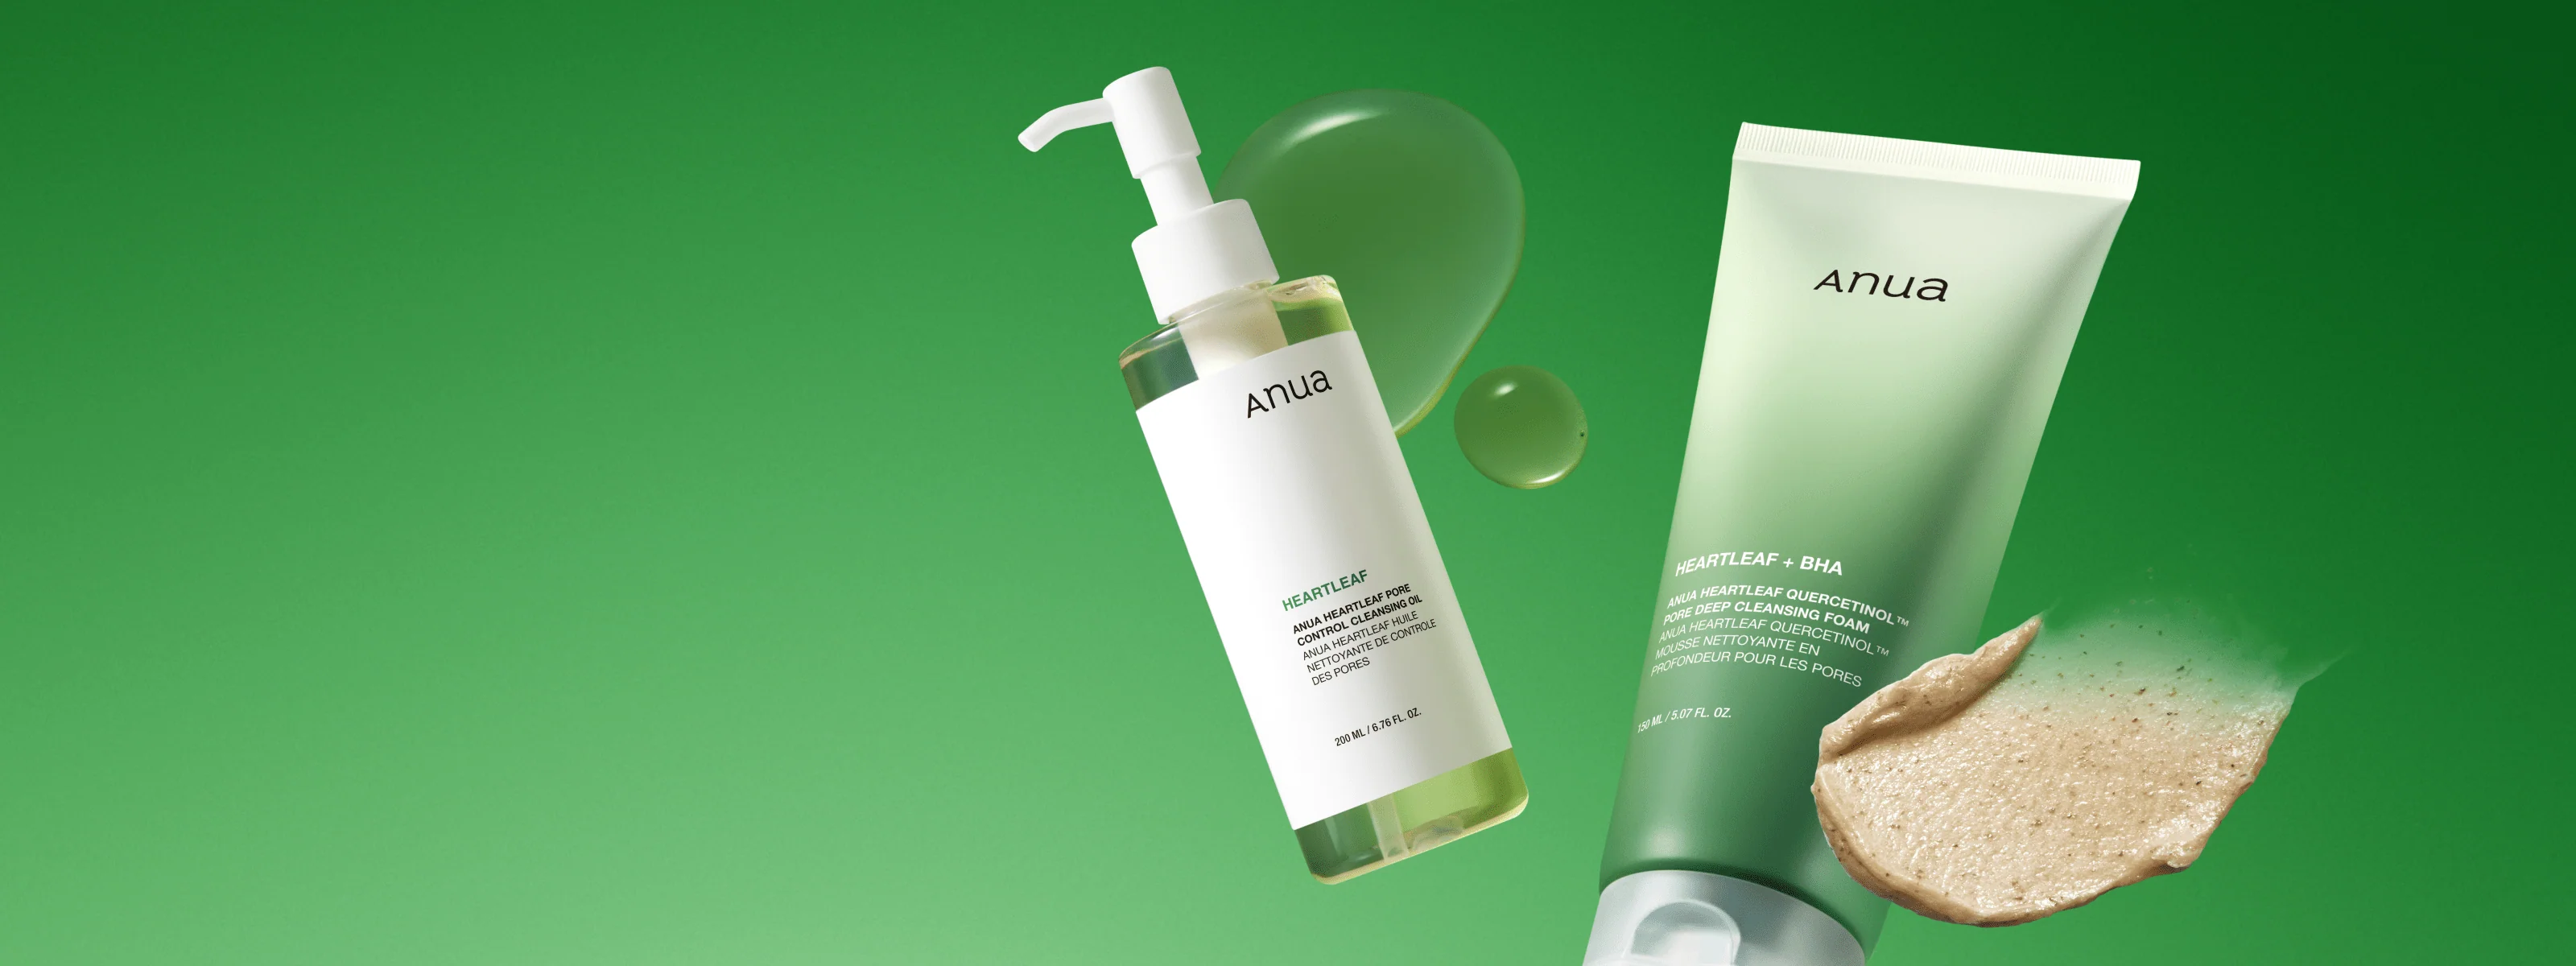 Anua
HEARTLEAF
ANUA HEARTLEAF PORE
CONTROL CLEANSING OIL
ANUA HEARTLEAF HUILE
NETTOYANTE DE CONTROLE
DES PORES
200 ML / 6.76 FL. OZ.
Anua
HEARTLEAF + BHA
ANUA HEARTLEAF QUERCETINOL™
PORE DEEP CLEANSING FOAM
ANUA HEARTLEAF QUERCETINOL™
MOUSSE NETTOYANTE EN
PROFONDEUR POUR LES PORES
150 ML / 5.07 FL. OZ.